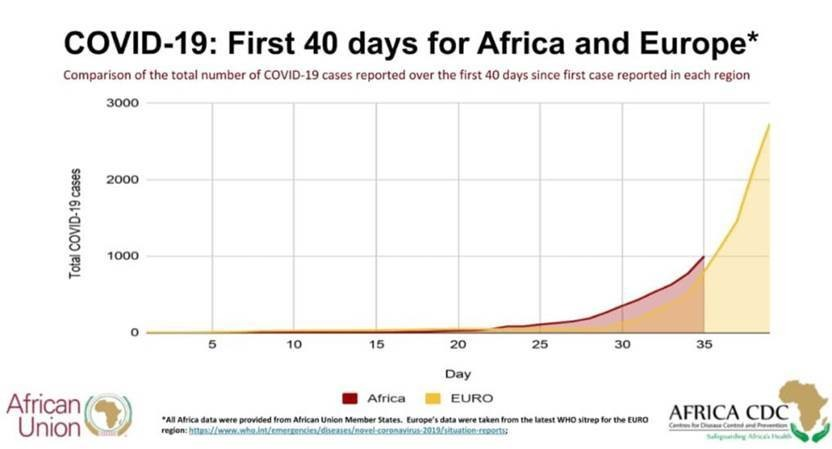 COVID-19: First 40 days for Africa and Europe*
Comparison of the total number of COVID-19 cases reported over the first 40 days since first case reported in each region
3000
2000
1000
0
Total COVID-19 cases
5 10 15 20 25 30 35
Day
Africa EURO
African
Union
*All Africa data were provided from African Union Member States. Europe's data were taken from the latest WHO sitrep for the EURO
region: https://www.who.int/emergencies/diseases/novel-coronavirus-2019/situation-reports;
AFRICA CDC
Centres for Disease Control and Prevention
Safeguarding Africa's Health